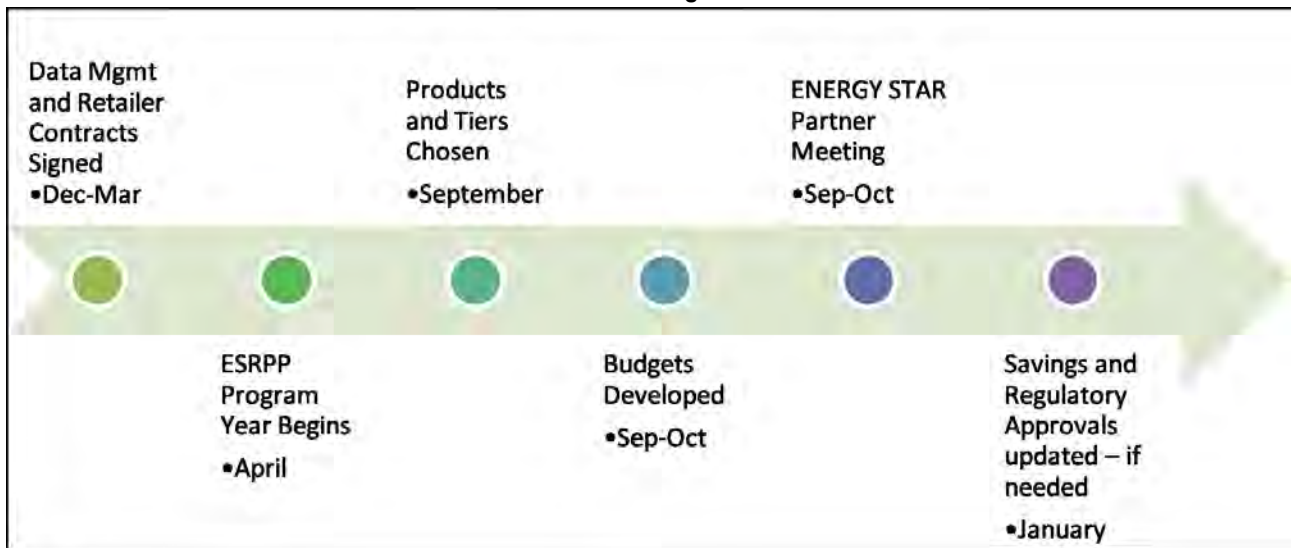 Data Mgmt
and Retailer
Contracts
Signed
•Dec-Mar
ESRPP
Program
Year Begins
•April
Products
and Tiers
Chosen
•September
Budgets
Developed
•Sep-Oct
ENERGY STAR
Partner
Meeting
•Sep-Oct
Savings and
Regulatory
Approvals
updated – if
needed
•January